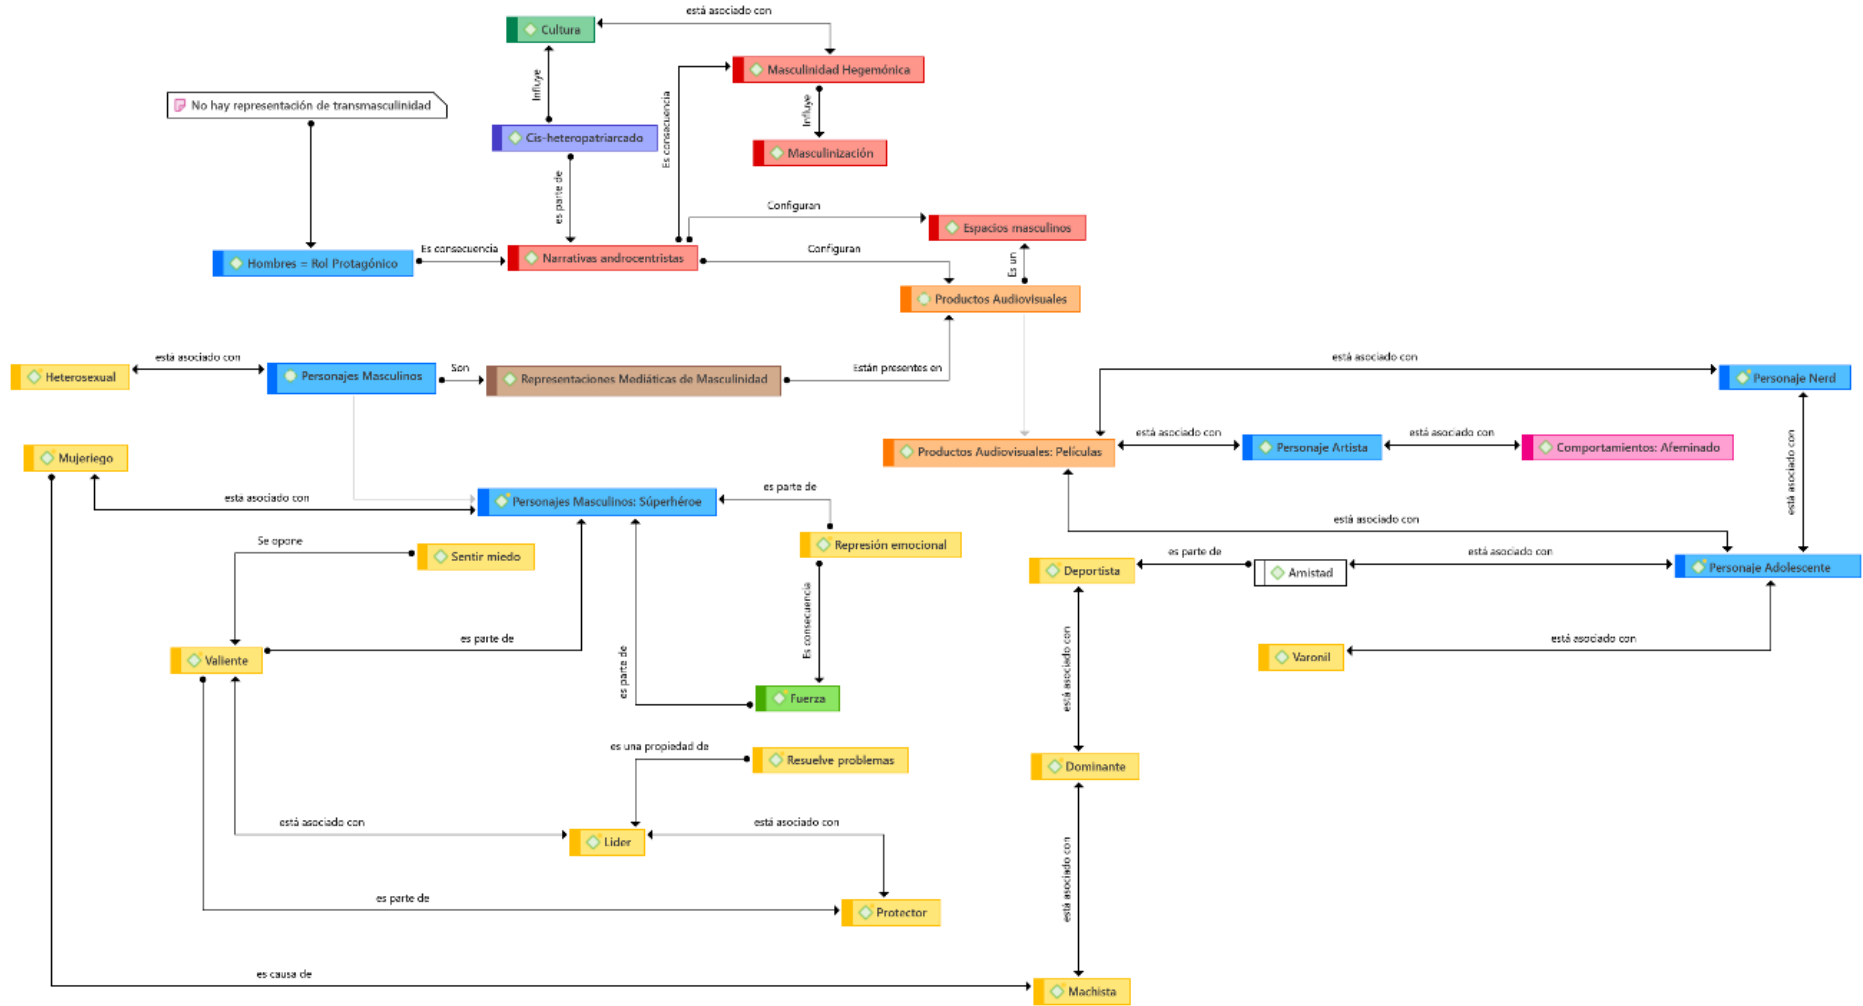 está asociado con
Cultura
Masculinidad Hegemónica
Influye
Influye
Es consecuencia
No hay representación de transmasculinidad
Cis-heteropatriarcado
Masculinización
es parte de
Configuran
Espacios masculinos
Hombres = Rol Protagónico
Es consecuencia
Narrativas androcentristas
Configuran
Es un
Productos Audiovisuales
Heterosexual
está asociado con
Personajes Masculinos
Son
Representaciones Mediáticas de Masculinidad
Están presentes en
está asociado con
Personaje Nerd
Mujeriego
Productos Audiovisuales: Películas
está asociado con
Personaje Artista
está asociado con
Comportamientos: Afeminado
está asociado con
está asociado con
Personajes Masculinos: Súperhéroe
es parte de
está asociado con
Se opone
Sentir miedo
Represión emocional
Deportista
es parte de
Amistad
está asociado con
Personaje Adolescente
Es consecuencia
Valiente
es parte de
es parte de
está asociado con
Varonil
está asociado con
Fuerza
es una propiedad de
Resuelve problemas
Dominante
está asociado con
Lider
está asociado con
está asociado con
es parte de
Protector
es causa de
Machista